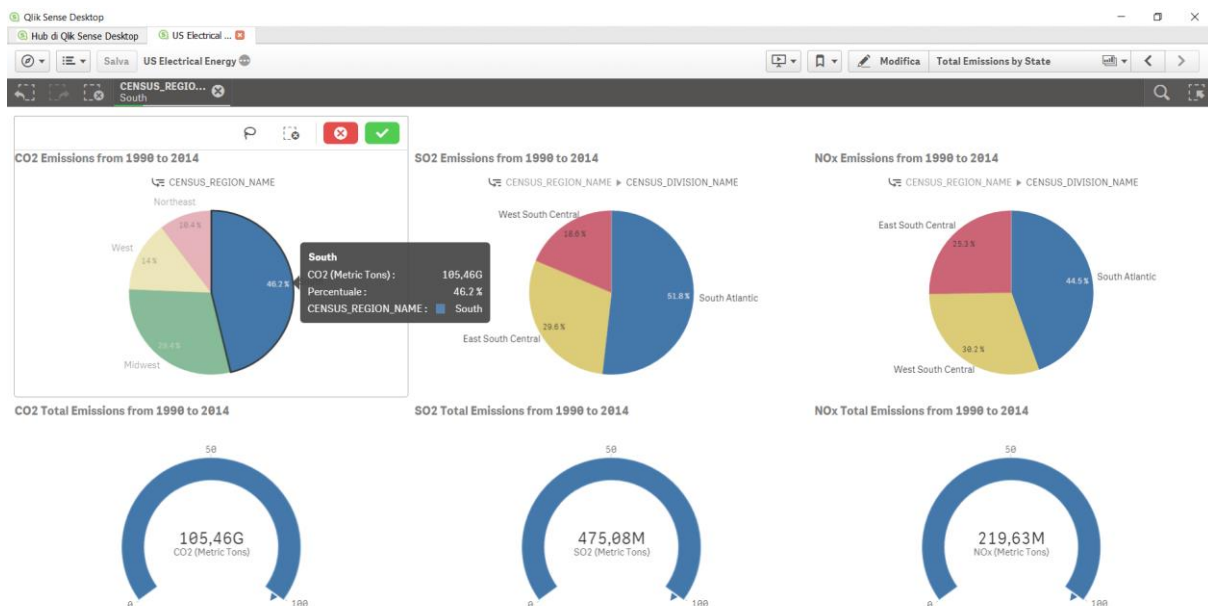 Qlik Sense Desktop
Hub di Qlik Sense Desktop
US Electrical ...
Salva
US Electrical Energy
Modifica
Total Emissions by State
CENSUS_REGIO...
South
CO2 Emissions from 1990 to 2014
CENSUS_REGION_NAME
Northeast
10.4 %
West
14 %
46.2 %
Midwest
South
CO2 (Metric Tons) : 105,46G
Percentuale : 46.2 %
CENSUS_REGION_NAME : South
SO2 Emissions from 1990 to 2014
CENSUS_REGION_NAME ▶ CENSUS_DIVISION_NAME
West South Central
18.6 %
51.8 %
South Atlantic
29.6 %
East South Central
NOx Emissions from 1990 to 2014
CENSUS_REGION_NAME ▶ CENSUS_DIVISION_NAME
East South Central
25.3 %
44.5 %
South Atlantic
30.2 %
West South Central
CO2 Total Emissions from 1990 to 2014
50
105,46G
CO2 (Metric Tons)
0
100
SO2 Total Emissions from 1990 to 2014
50
475,08M
SO2 (Metric Tons)
0
100
NOx Total Emissions from 1990 to 2014
50
219,63M
NOx (Metric Tons)
0
100